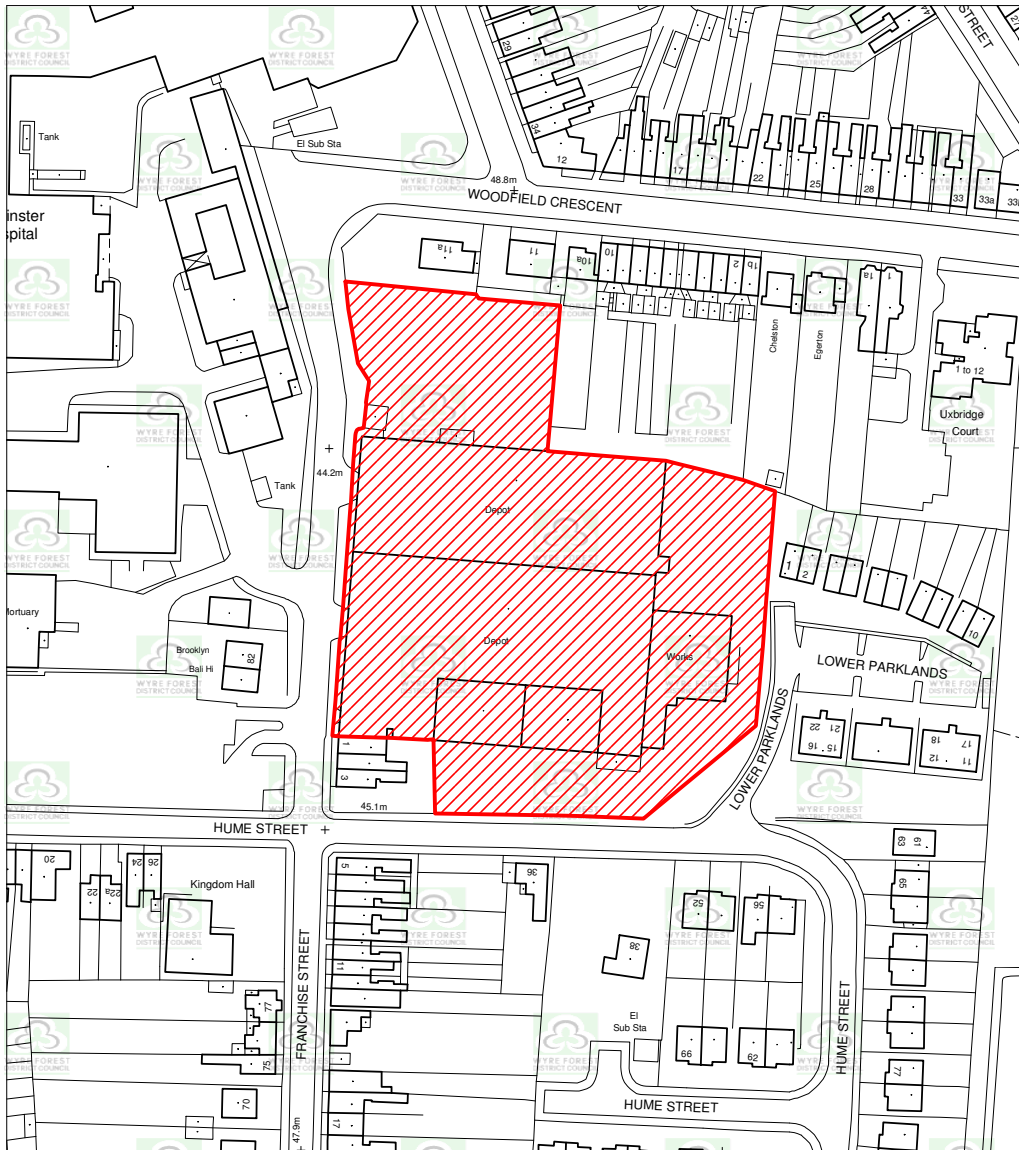 WYRE FOREST
DISTRICT COUNCIL
STREET
44
27
29
34
12
Tank
El Sub Sta
17
22
25
28
33
33a
48.8m
WOODFIELD CRESCENT
inster
spital
11a
11
10a
10
2
1b
1a
1
Chelston
Egerton
1 to 12
Uxbridge
Court
44.2m
Tank
Depot
1
2
10
Mortuary
Brooklyn
Bali Hi
82
Depot
Works
LOWER PARKLANDS
LOWER PARKLANDS
22
21
16
15
18
17
12
11
1
3
45.1m
HUME STREET
20
24
26
22
22a
Kingdom Hall
5
36
52
56
63
61
65
FRANCHISE STREET
11
38
El
Sub Sta
HUME STREET
77
75
70
17
66
62
77
HUME STREET
47.9m